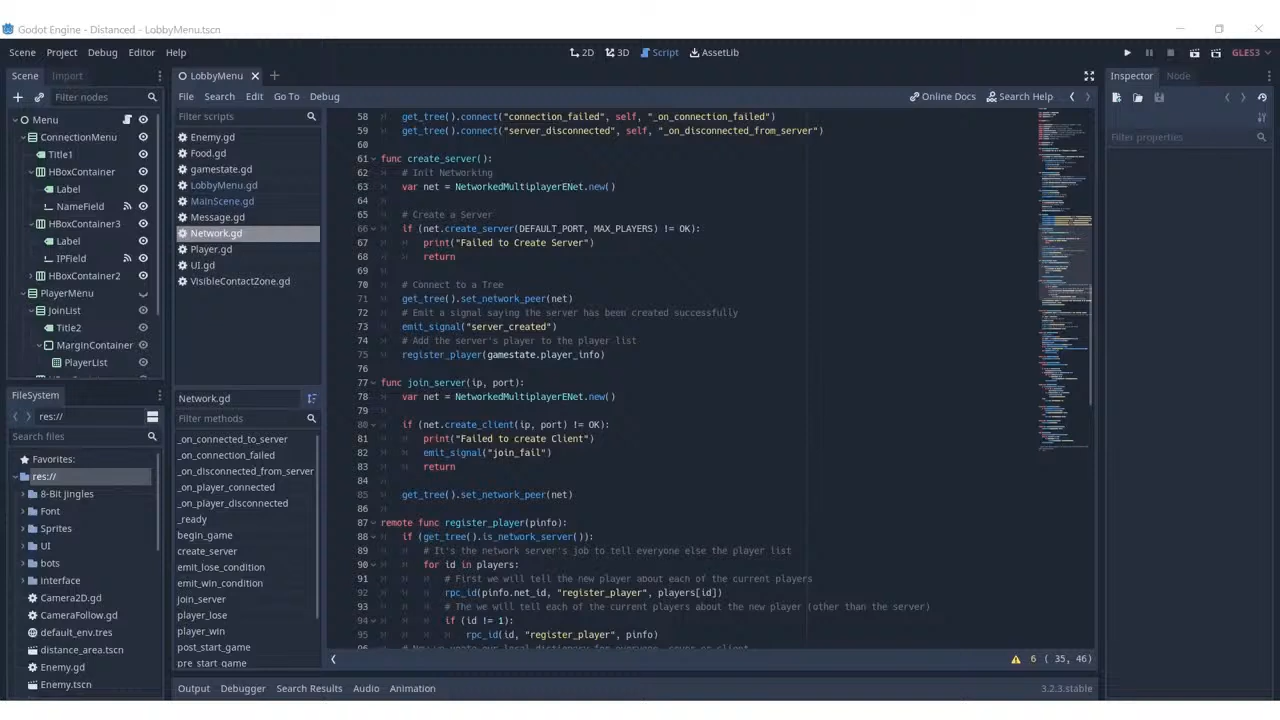 Godot Engine - Distanced - LobbyMenu.tscn
Scene Project Debug Editor Help
2D 3D Script AssetLib
GLES3
Scene Import
Filter nodes
Menu
ConnectionMenu
Title1
HBoxContainer
Label
NameField
HBoxContainer3
Label
IPField
HBoxContainer2
PlayerMenu
JoinList
Title2
MarginContainer
PlayerList
FileSystem
res://
Search files
Favorites:
res://
8-Bit Jingles
Font
Sprites
UI
bots
Interface
Camera2D.gd
CameraFollow.gd
default_env.tres
distance_area.tscn
Enemy.gd
Enemy.tscn
LobbyMenu
File Search Edit Go To Debug
Online Docs Search Help
Filter scripts
Enemy.gd
Food.gd
gamestate.gd
LobbyMenu.gd
MainScene.gd
Message.gd
Network.gd
Player.gd
UI.gd
VisibleContactZone.gd
Network.gd
Filter methods
_on_connected_to_server
_on_connection_failed
_on_disconnected_from_server
_on_player_connected
_on_player_disconnected
_ready
begin_game
create_server
emit_lose_condition
emit_win_condition
join_server
player_lose
player_win
post_start_game
pre_start_game
58 get_tree().connect("connection_failed", self, "_on_connection_failed")
get_tree().connect("server_disconnected", self, "_on_disconnected_from_server")
func create_server():
# Init Networking
var net = NetworkedMultiplayerENet.new()
# Create a Server
!= OK):
print("Failed to Create Server")
return
# Connect to a Tree
get_tree().set_network_peer(net)
# Emit a signal saying the server has been created successfully
emit_signal("server_created")
# Add the server's player to the player list
register_player(gamestate.player_info)
func join_server(ip, port):
var net = NetworkedMultiplayerENet.new()
if (net.create_client(ip, port) != OK):
print("Failed to create Client")
emit_signal("join_fail")
83 return
84
85 get_tree().set_network_peer(net)
86
87 remote func register_player(pinfo):
88 if (get_tree().is_network_server()):
89 # It's the network server's job to tell everyone else the player list
90 for id in players:
91 # First we will tell the new player about each of the current players
92 rpc_id(pinfo.net_id, "register_player", players[id])
93 # The we will tell each of the current players about the new player (other than the server)
94 if (id != 1):
95 rpc_id(id, "register_player", pinfo)
6 ( 35, 46)
Output Debugger Search Results Audio Animation
3.2.3.stable
Inspector Node
Filter properties